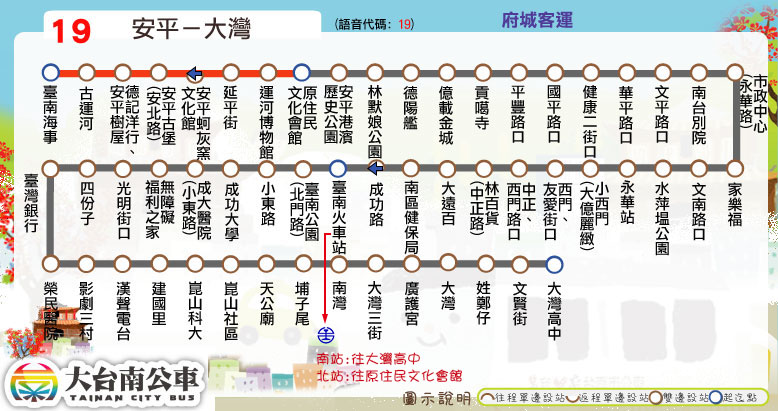 19
安平－大灣
(語音代碼: 19)
府城客運
臺南海事
古運河
德記洋行、
安平樹屋
安平古堡
(安北路)
安平蚵灰窯
文化館
延平街
運河博物館
原住民
文化會館
安平港濱
歷史公園
林默娘公園
德陽艦
億載金城
貢噶寺
平豐路口
國平路口
健康二街口
華平路口
文平路口
南台別院
市政中心
(永華路)
臺灣銀行
四份子
光明街口
無障礙
福利之家
成大醫院
(小東路)
成功大學
小東路
臺南公園
(北門路)
臺南火車站
成功路
南區健保局
大遠百
林百貨
(中正路)
中正、
西門路口
西門、
友愛街口
小西門
(大億麗緻)
永華站
水萍塭公園
文南路口
家樂福
榮民醫院
影劇三村
漢聲電台
建國里
崑山科大
崑山社區
天公廟
埔子尾
南灣
大灣三街
廣護宮
大灣
姓鄭仔
文賢街
大灣高中
南站:往大灣高中
北站:往原住民文化會館
大台南公車
TAINAN CITY BUS
圖示說明
往程單邊設站
返程單邊設站
雙邊設站
起迄點